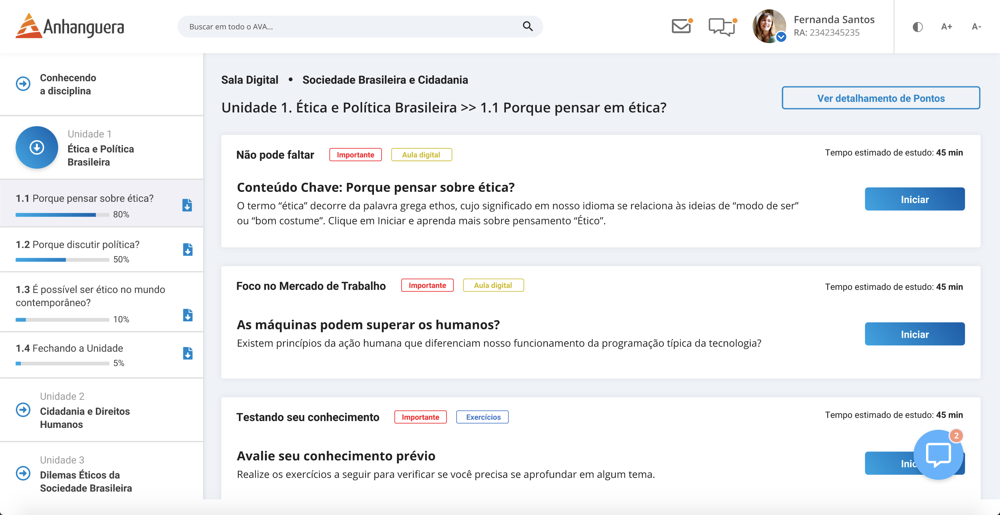 Anhanguera
Buscar em todo o AVA...
Fernanda Santos
RA: 2342345235
A+
A-
Conhecendo
a disciplina
Unidade 1
Ética e Política
Brasileira
1.1 Porque pensar sobre ética?
80%
1.2 Porque discutir política?
50%
1.3 É possível ser ético no mundo
contemporâneo?
10%
1.4 Fechando a Unidade
5%
Unidade 2
Cidadania e Direitos
Humanos
Unidade 3
Dilemas Éticos da
Sociedade Brasileira
Sala Digital • Sociedade Brasileira e Cidadania
Unidade 1. Ética e Política Brasileira >> 1.1 Porque pensar em ética?
Ver detalhamento de Pontos
Não pode faltar
Importante
Aula digital
Tempo estimado de estudo: 45 min
Conteúdo Chave: Porque pensar sobre ética?
O termo “ética” decorre da palavra grega ethos, cujo significado em nosso idioma se relaciona às ideias de “modo de ser”
ou “bom costume”. Clique em Iniciar e aprenda mais sobre pensamento “Ético”.
Iniciar
Foco no Mercado de Trabalho
Importante
Aula digital
Tempo estimado de estudo: 45 min
As máquinas podem superar os humanos?
Existem princípios da ação humana que diferenciam nosso funcionamento da programação típica da tecnologia?
Iniciar
Testando seu conhecimento
Importante
Exercícios
Tempo estimado de estudo: 45 min
Avalie seu conhecimento prévio
Realize os exercícios a seguir para verificar se você precisa se aprofundar em algum tema.
2